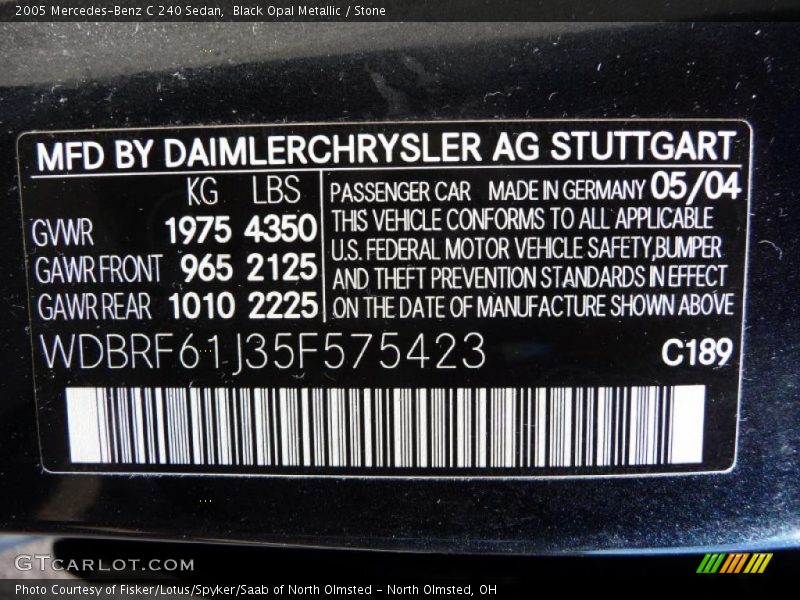 2005 Mercedes-Benz C 240 Sedan,  Black Opal Metallic / Stone
MFD BY DAIMLERCHRYSLER AG STUTTGART
KG LBS
GVWR 1975 4350
GAWR FRONT 965 2125
GAWR REAR 1010 2225
PASSENGER CAR MADE IN GERMANY 05/04
THIS VEHICLE CONFORMS TO ALL APPLICABLE
U.S. FEDERAL MOTOR VEHICLE SAFETY,BUMPER
AND THEFT PREVENTION STANDARDS IN EFFECT
ON THE DATE OF MANUFACTURE SHOWN ABOVE
WDBRF61J35F575423 C189
GTCARLOT.COM
Photo Courtesy of Fisker/Lotus/Spyker/Saab of North Olmsted - North Olmsted, OH